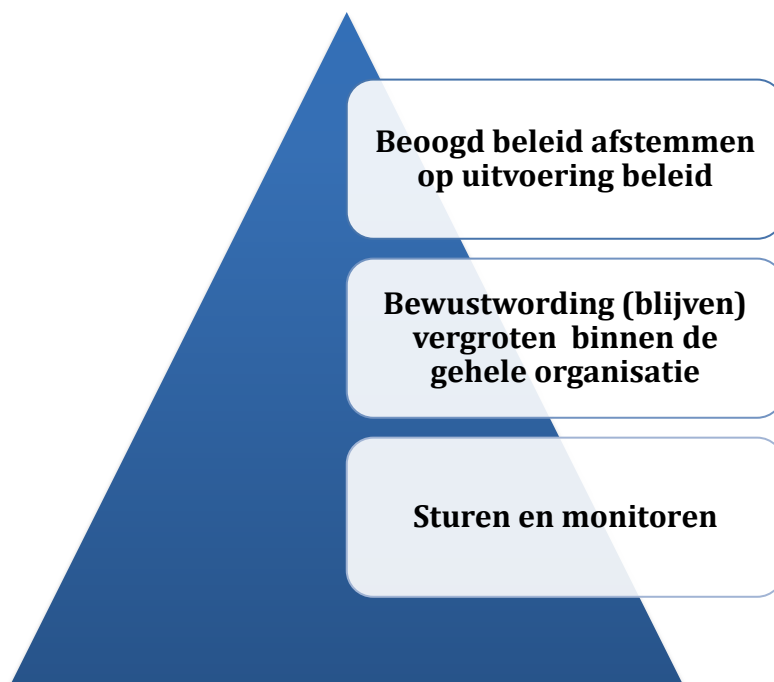 Beoogd beleid afstemmen
op uitvoering beleid
Bewustwording (blijven)
vergroten binnen de
gehele organisatie
Sturen en monitoren